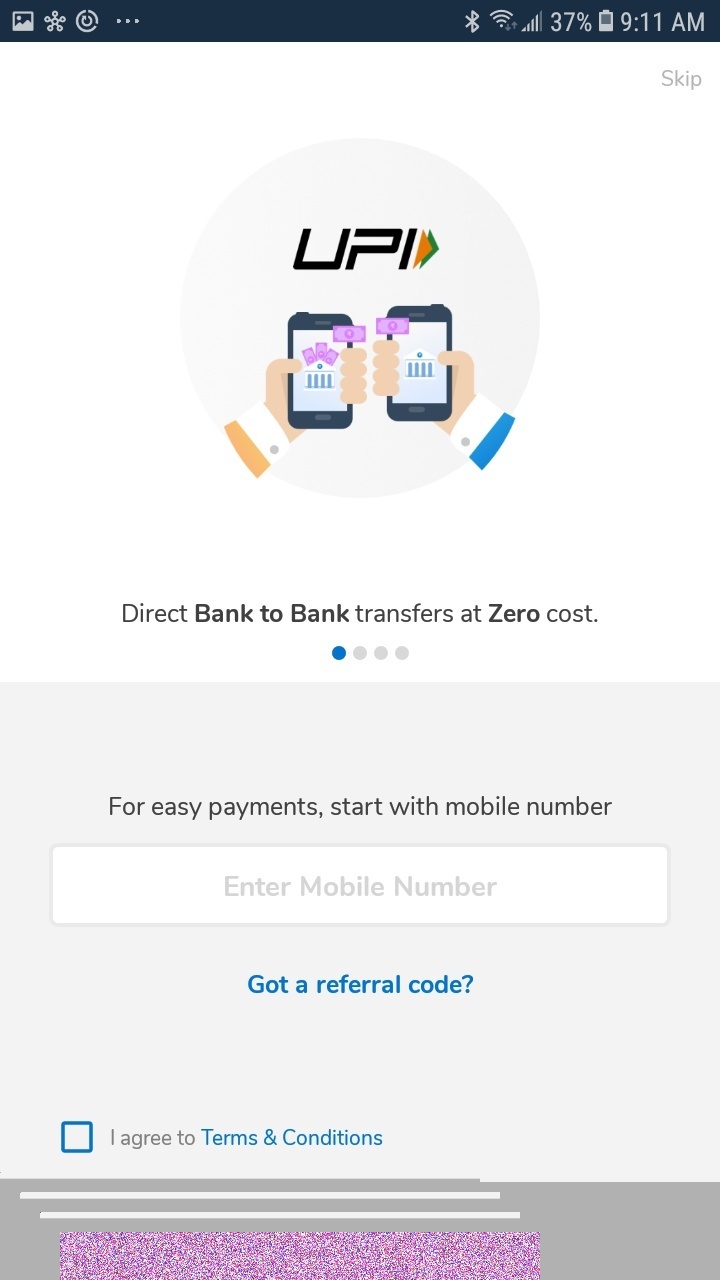 37% 9:11 AM
Skip
UPI
Direct Bank to Bank transfers at Zero cost.
For easy payments, start with mobile number
Enter Mobile Number
Got a referral code?
I agree to Terms & Conditions